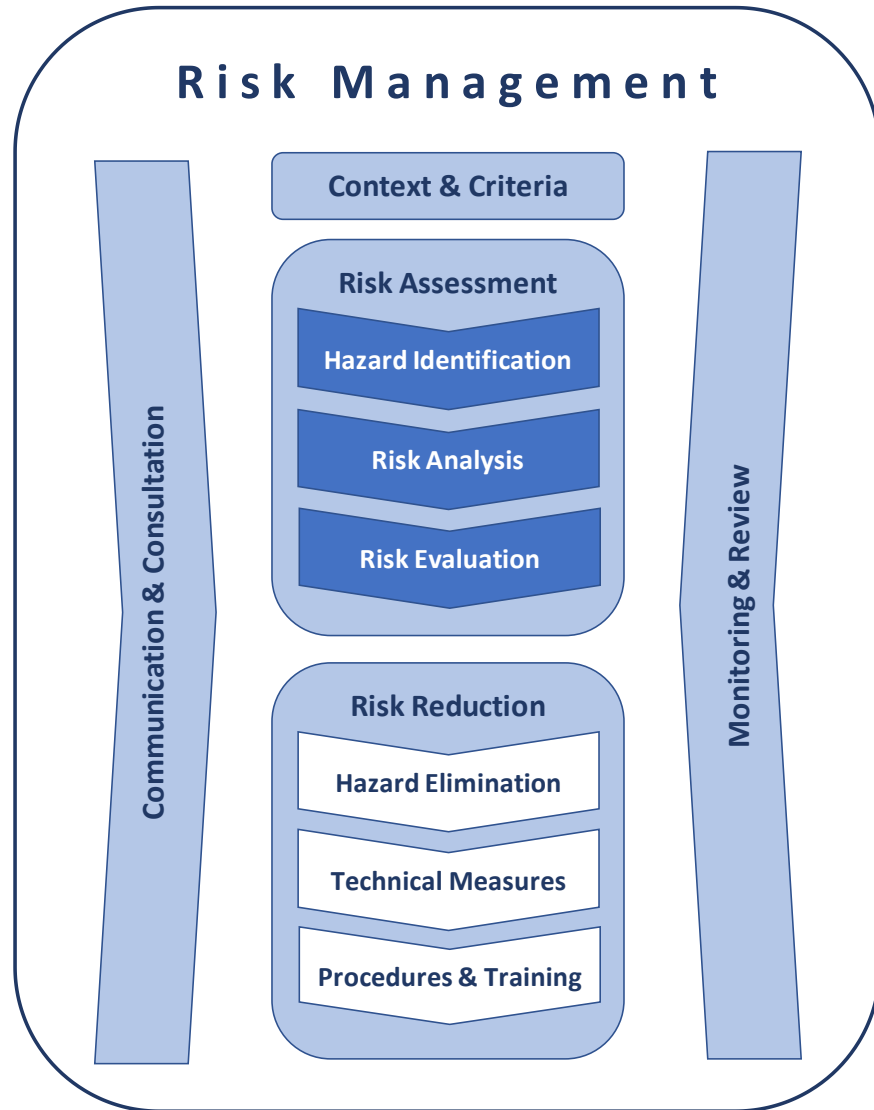 Risk Management
Context & Criteria
Risk Assessment
Hazard Identification
Risk Analysis
Risk Evaluation
Risk Reduction
Hazard Elimination
Technical Measures
Procedures & Training
Communication & Consultation
Monitoring & Review